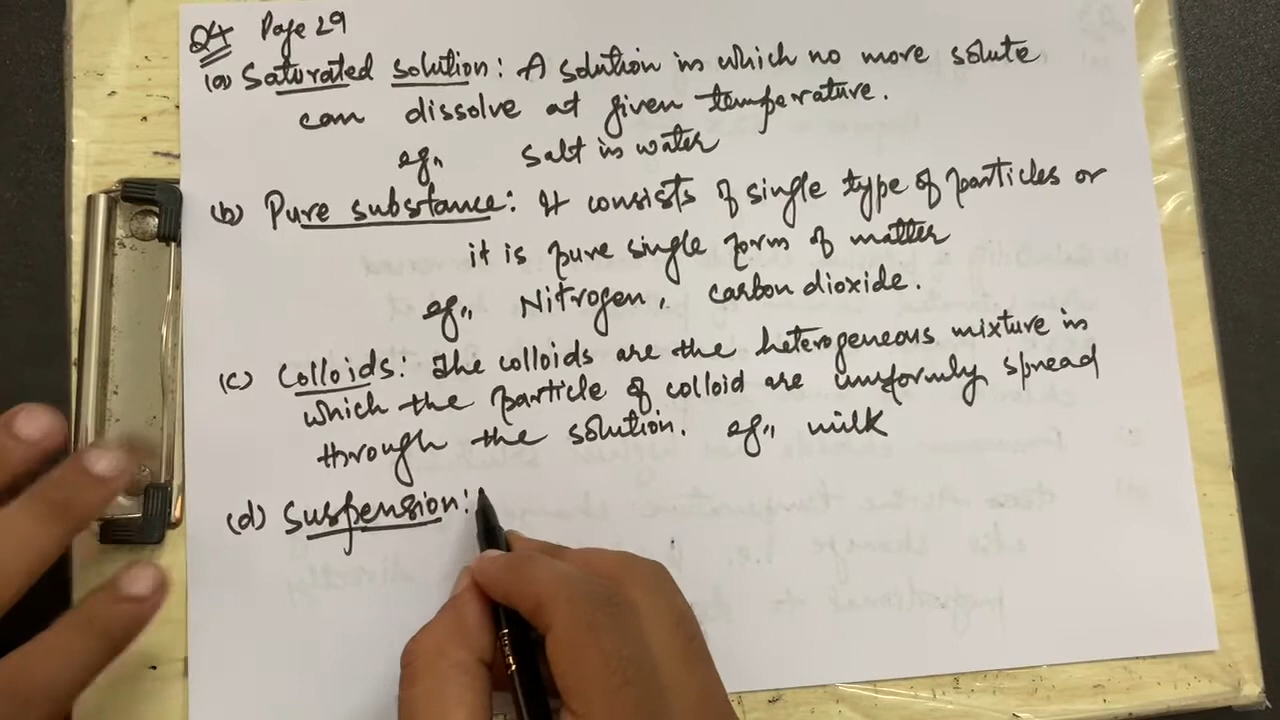 Q4 Page 29
(a) Saturated solution: A solution in which no more solute
can dissolve at given temperature.
eg,, salt in water
(b) Pure substance: It consists of single type of particles or
it is pure single form of matter
eg,, Nitrogen, carbon dioxide.
(c) Colloids: The colloids are the heterogeneous mixture in
which the particle of colloid are uniformly spread
through the solution. eg,, milk
(d) Suspension: